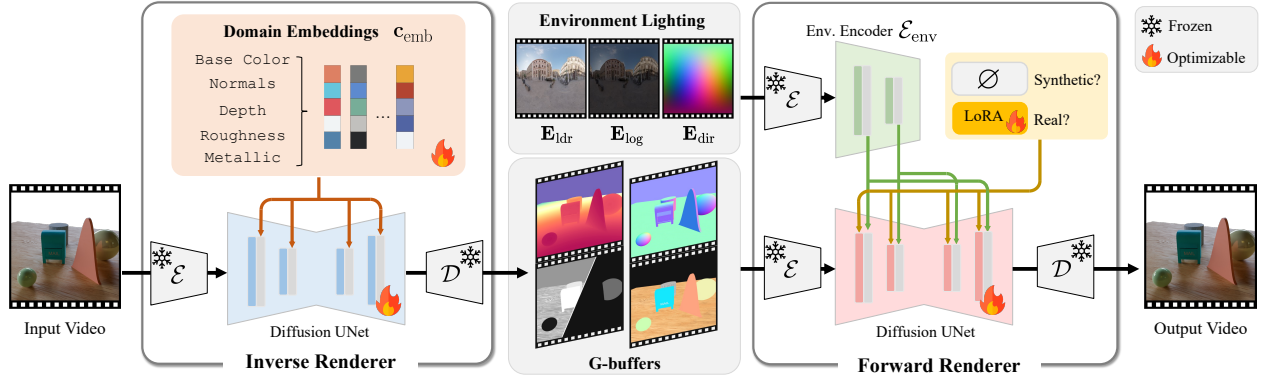 Domain Embeddings c_emb
Base Color
Normals
Depth
Roughness
Metallic
...
Input Video
ℰ
Diffusion UNet
𝒟
Inverse Renderer
Environment Lighting
E_ldr
E_log
E_dir
G-buffers
Env. Encoder ℰ_env
ℰ
∅
Synthetic?
LoRA
Real?
ℰ
Diffusion UNet
𝒟
Forward Renderer
Output Video
Frozen
Optimizable